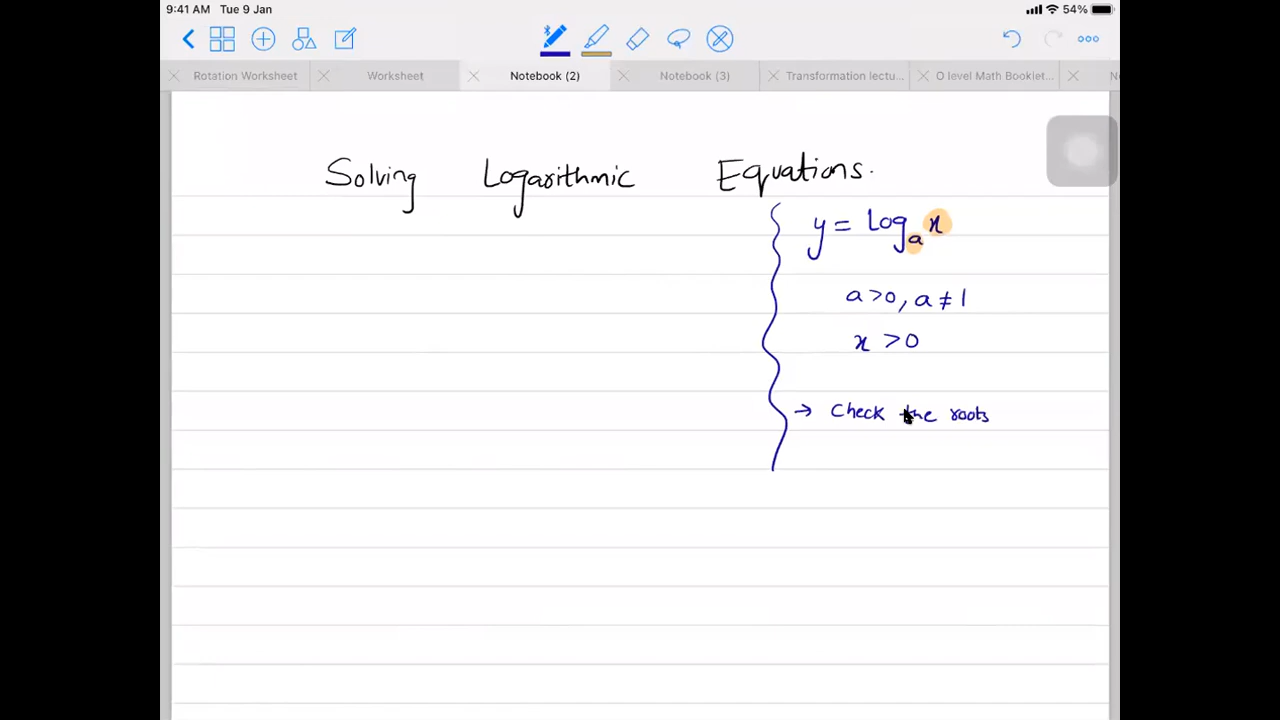 9:41 AM Tue 9 Jan 54%
Rotation Worksheet Worksheet Notebook (2) Notebook (3) Transformation lectu... O level Math Booklet...
Solving Logarithmic Equations.
y = logₐ x
a > 0, a ≠ 1
x > 0
→ Check the roots